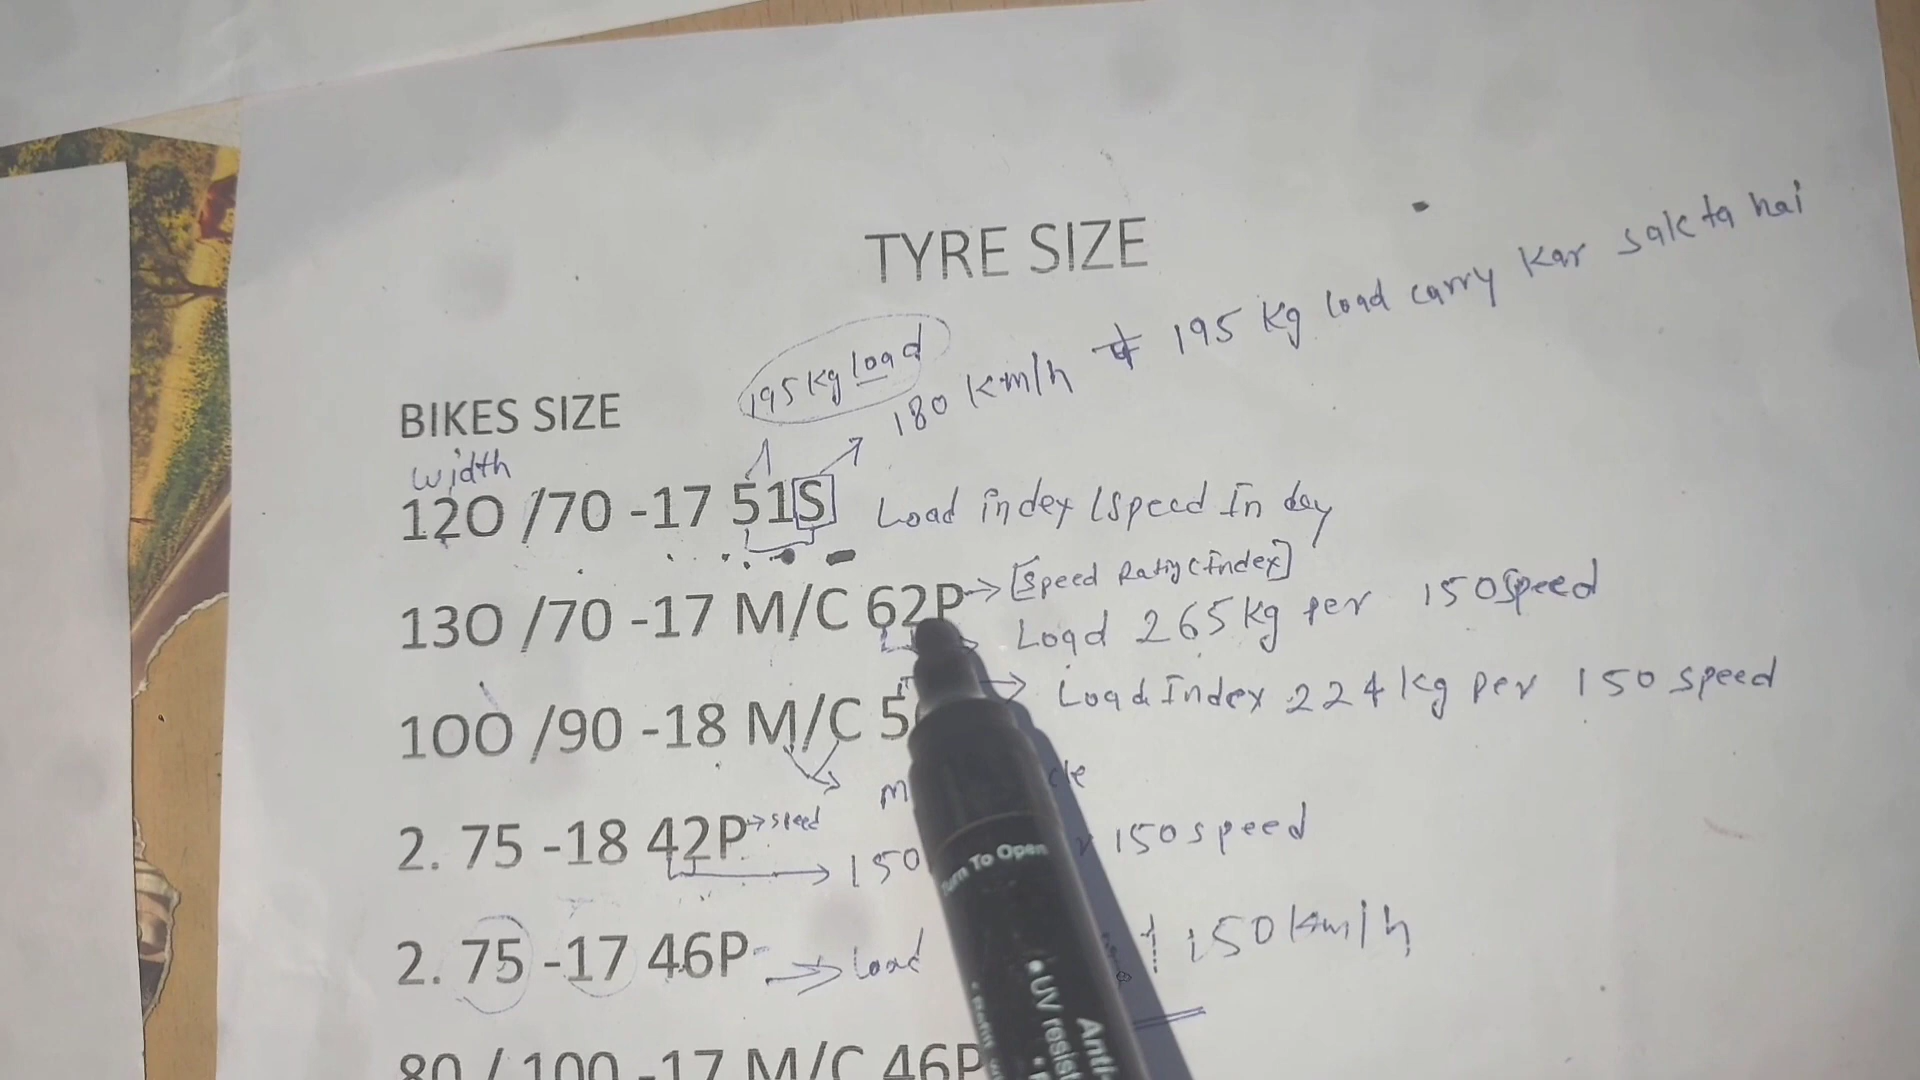 TYRE SIZE
195 kg load
180 km/h
195 kg load carry kar sakta hai
BIKES SIZE
width
120 /70 -17 51S Load index / speed In dey
130 /70 -17 M/C 62P [Speed Rating (Index]
Load 265 kg per 150 speed
100 /90 -18 M/C 5
Load Index 224 kg per 150 speed
2. 75 -18 42P speed
150 150 speed
2. 75 -17 46P load 150 km/h
80 / 100 -17 M/C 46P
Turn To Open
UV resist
Anti